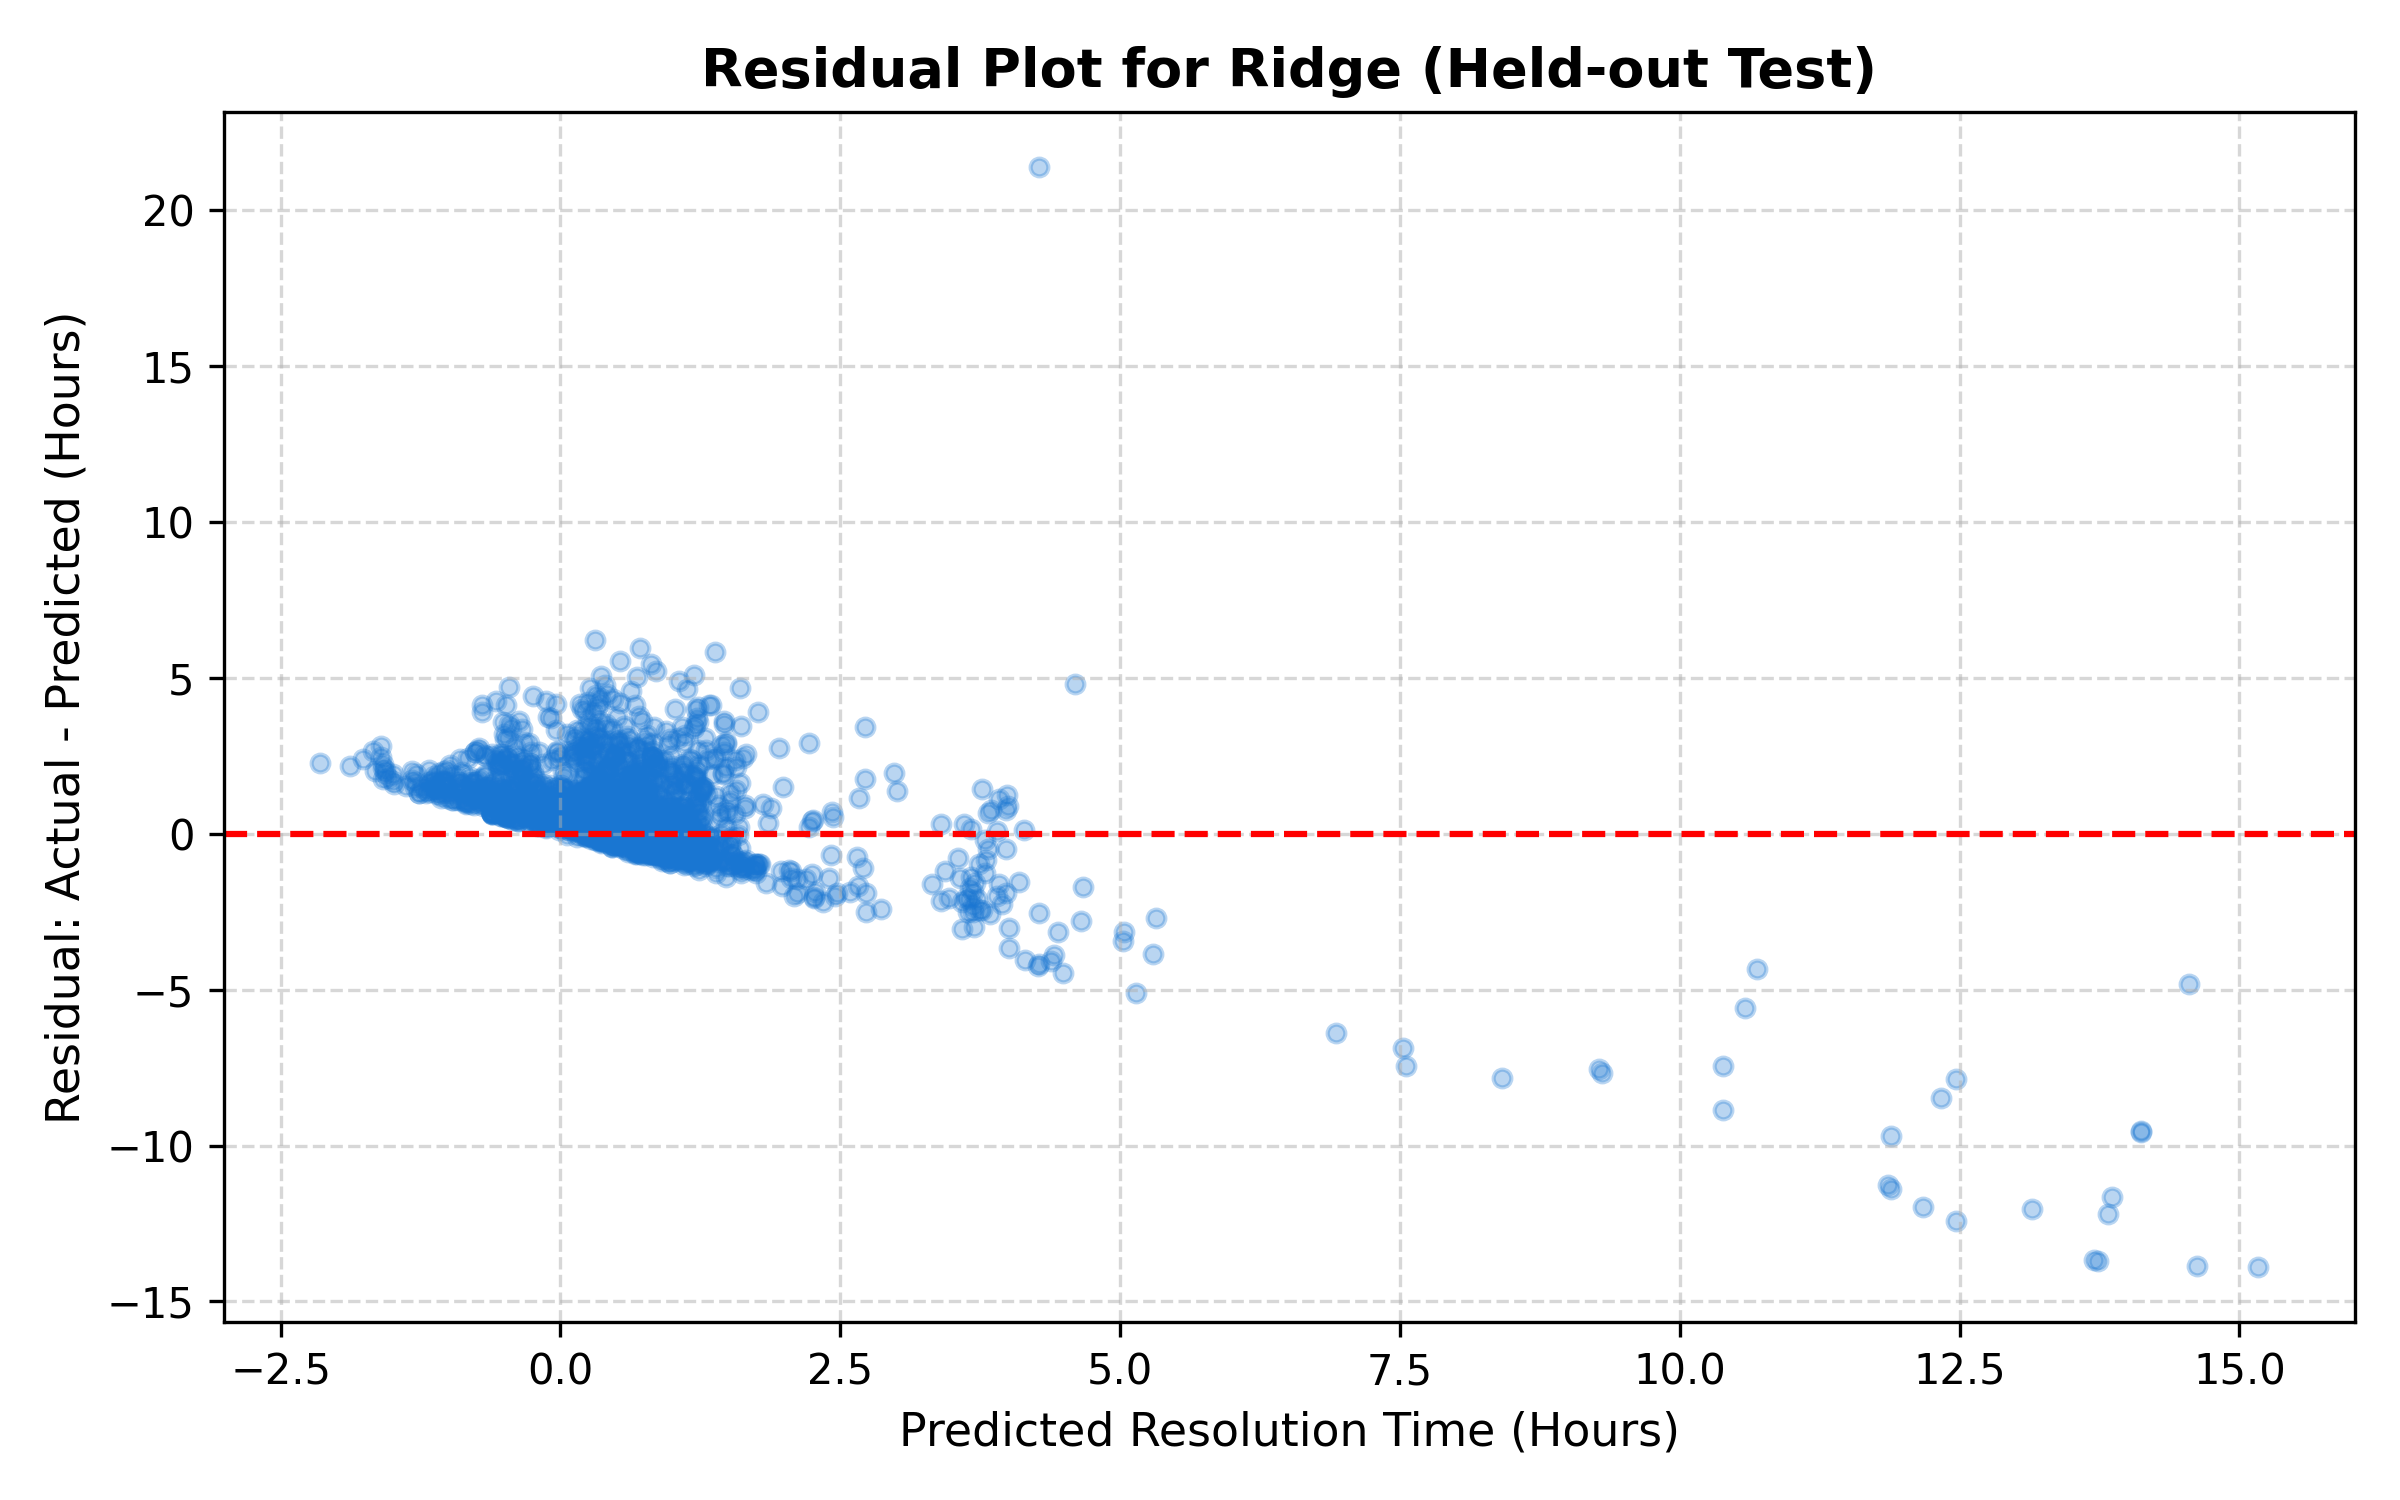 Residual Plot for Ridge (Held-out Test)
Residual: Actual - Predicted (Hours)
20
15
10
5
0
−5
−10
−15
−2.5 0.0 2.5 5.0 7.5 10.0 12.5 15.0
Predicted Resolution Time (Hours)